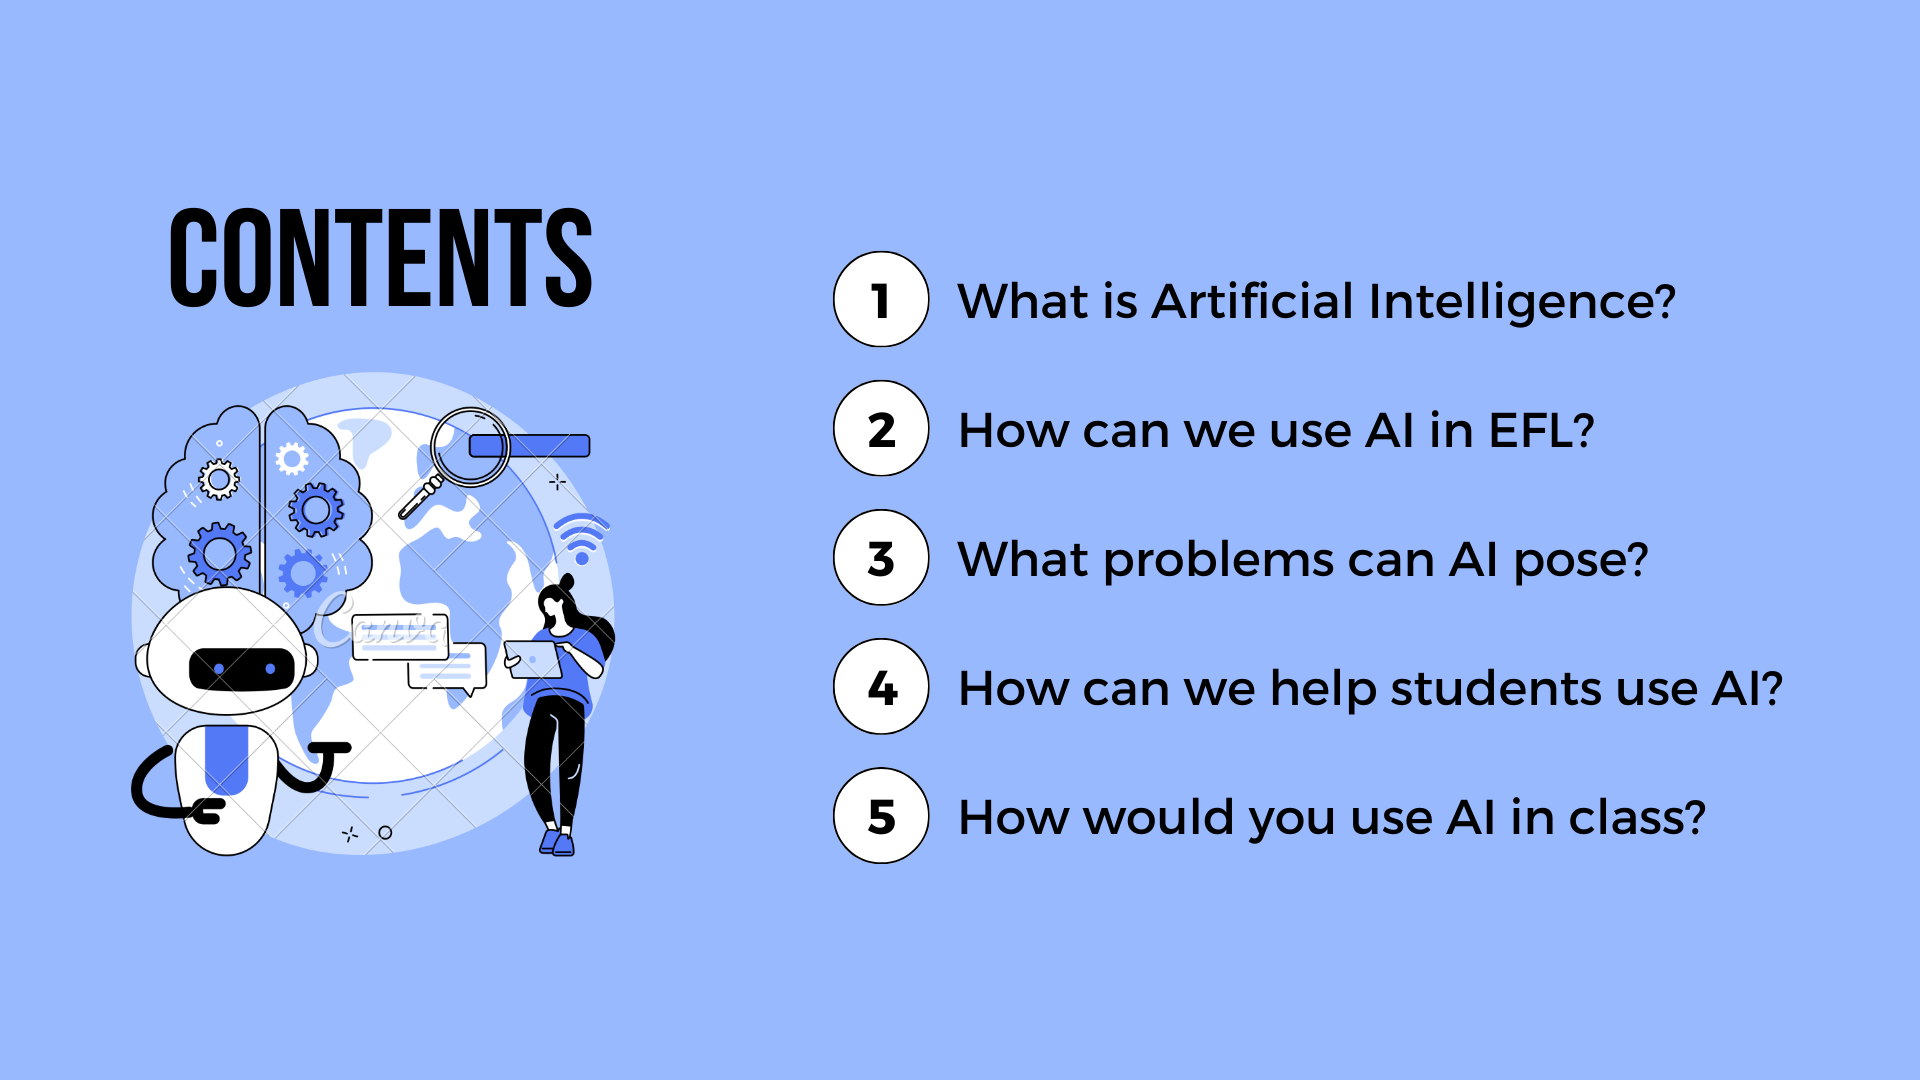 CONTENTS
1 What is Artificial Intelligence?
2 How can we use AI in EFL?
3 What problems can AI pose?
4 How can we help students use AI?
5 How would you use AI in class?
Canva